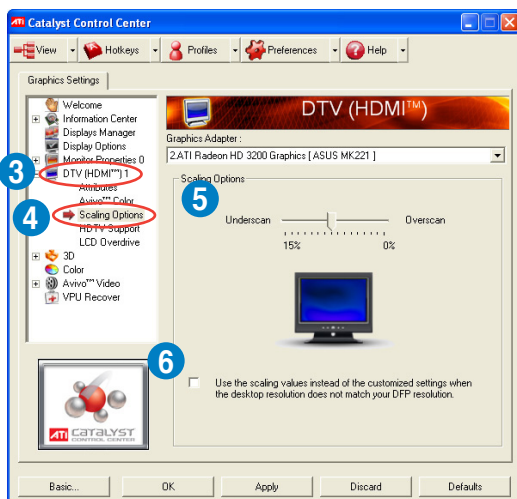 ATI Catalyst Control Center
View Hotkeys Profiles Preferences Help
Graphics Settings
Welcome
Information Center
Displays Manager
Display Options
Monitor Properties 0
3 DTV (HDMI™) 1
Attributes
Avivo™ Color
4 Scaling Options
HDTV Support
LCD Overdrive
3D
Color
Avivo™ Video
VPU Recover
ATI CATALYST
CONTROL CENTER
DTV (HDMI™)
Graphics Adapter :
2.ATI Radeon HD 3200 Graphics [ ASUS MK221 ]
Scaling Options
5
Underscan Overscan
15% 0%
6
Use the scaling values instead of the customized settings when
the desktop resolution does not match your DFP resolution.
Basic... OK Apply Discard Defaults